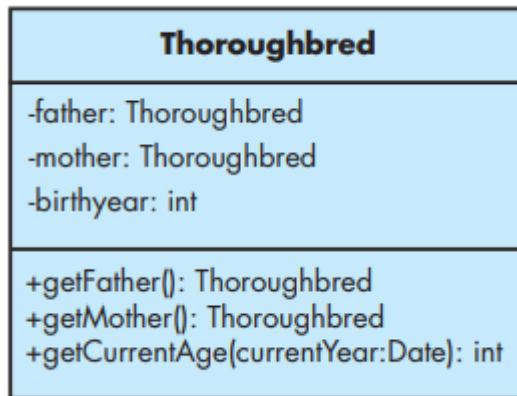 Thoroughbred
-father: Thoroughbred
-mother: Thoroughbred
-birthyear: int
+getFather(): Thoroughbred
+getMother(): Thoroughbred
+getCurrentAge(currentYear:Date): int